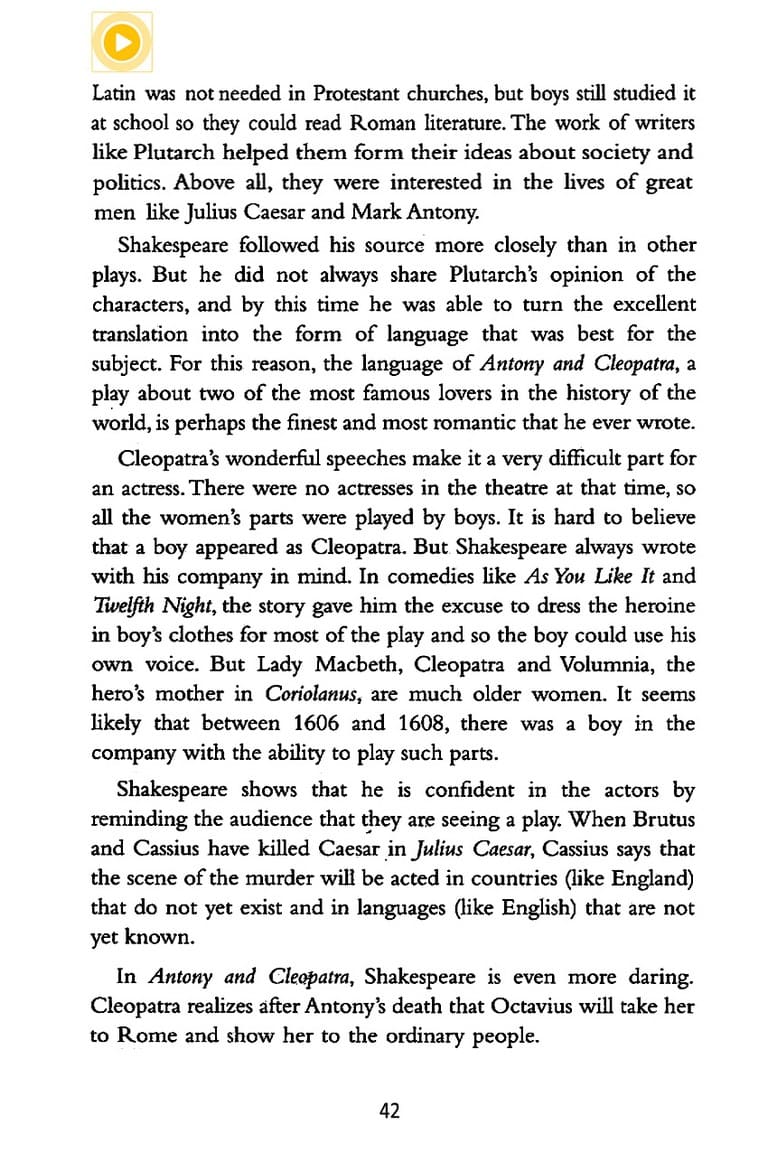 Latin was not needed in Protestant churches, but boys still studied it
at school so they could read Roman literature. The work of writers
like Plutarch helped them form their ideas about society and
politics. Above all, they were interested in the lives of great
men like Julius Caesar and Mark Antony.
Shakespeare followed his source more closely than in other
plays. But he did not always share Plutarch's opinion of the
characters, and by this time he was able to turn the excellent
translation into the form of language that was best for the
subject. For this reason, the language of Antony and Cleopatra, a
play about two of the most famous lovers in the history of the
world, is perhaps the finest and most romantic that he ever wrote.
Cleopatra's wonderful speeches make it a very difficult part for
an actress. There were no actresses in the theatre at that time, so
all the women's parts were played by boys. It is hard to believe
that a boy appeared as Cleopatra. But Shakespeare always wrote
with his company in mind. In comedies like As You Like It and
Twelfth Night, the story gave him the excuse to dress the heroine
in boy's clothes for most of the play and so the boy could use his
own voice. But Lady Macbeth, Cleopatra and Volumnia, the
hero's mother in Coriolanus, are much older women. It seems
likely that between 1606 and 1608, there was a boy in the
company with the ability to play such parts.
Shakespeare shows that he is confident in the actors by
reminding the audience that they are seeing a play. When Brutus
and Cassius have killed Caesar in Julius Caesar, Cassius says that
the scene of the murder will be acted in countries (like England)
that do not yet exist and in languages (like English) that are not
yet known.
In Antony and Cleopatra, Shakespeare is even more daring.
Cleopatra realizes after Antony's death that Octavius will take her
to Rome and show her to the ordinary people.
42